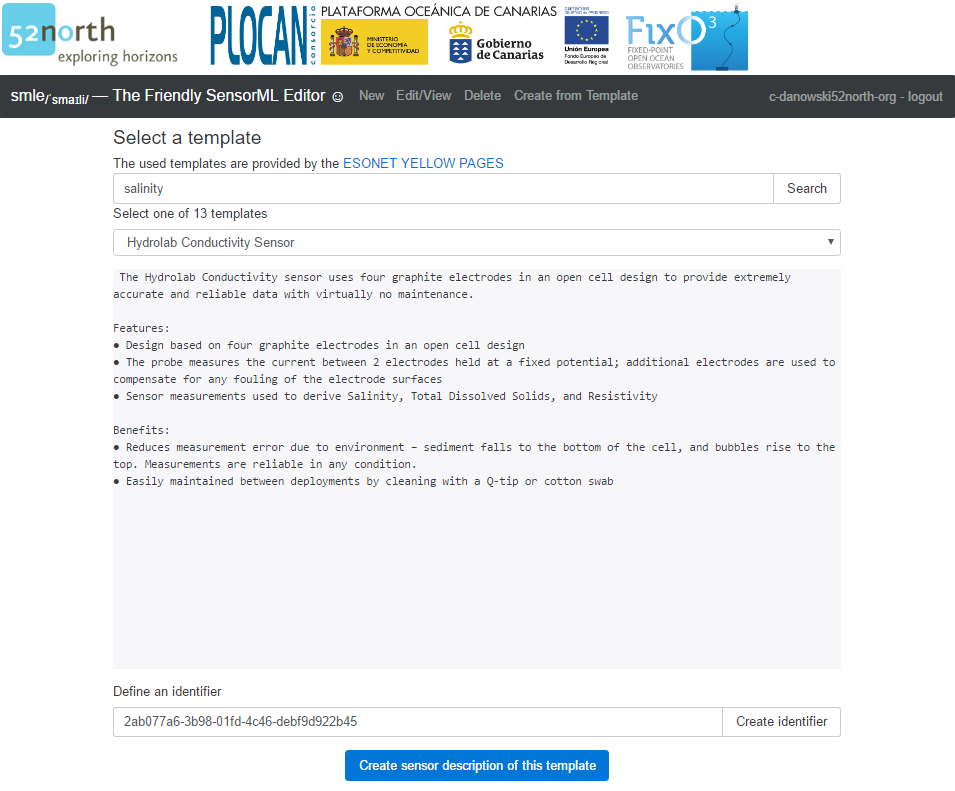 52north
exploring horizons
PLOCAN
consorcio
PLATAFORMA OCEÁNICA DE CANARIAS
MINISTERIO
DE ECONOMÍA
Y COMPETITIVIDAD
Gobierno
de Canarias
canarias
Unión Europea
Fondo Europeo de
Desarrollo Regional
FixO3
FIXED-POINT
OPEN OCEAN
OBSERVATORIES
smle/ˈsmaɪli/ — The Friendly SensorML Editor ☺ New Edit/View Delete Create from Template c-danowski52north-org - logout
Select a template
The used templates are provided by the ESONET YELLOW PAGES
salinity Search
Select one of 13 templates
Hydrolab Conductivity Sensor
The Hydrolab Conductivity sensor uses four graphite electrodes in an open cell design to provide extremely
accurate and reliable data with virtually no maintenance.
Features:
● Design based on four graphite electrodes in an open cell design
● The probe measures the current between 2 electrodes held at a fixed potential; additional electrodes are used to
compensate for any fouling of the electrode surfaces
● Sensor measurements used to derive Salinity, Total Dissolved Solids, and Resistivity
Benefits:
● Reduces measurement error due to environment – sediment falls to the bottom of the cell, and bubbles rise to the
top. Measurements are reliable in any condition.
● Easily maintained between deployments by cleaning with a Q-tip or cotton swab
Define an identifier
2ab077a6-3b98-01fd-4c46-debf9d922b45 Create identifier
Create sensor description of this template